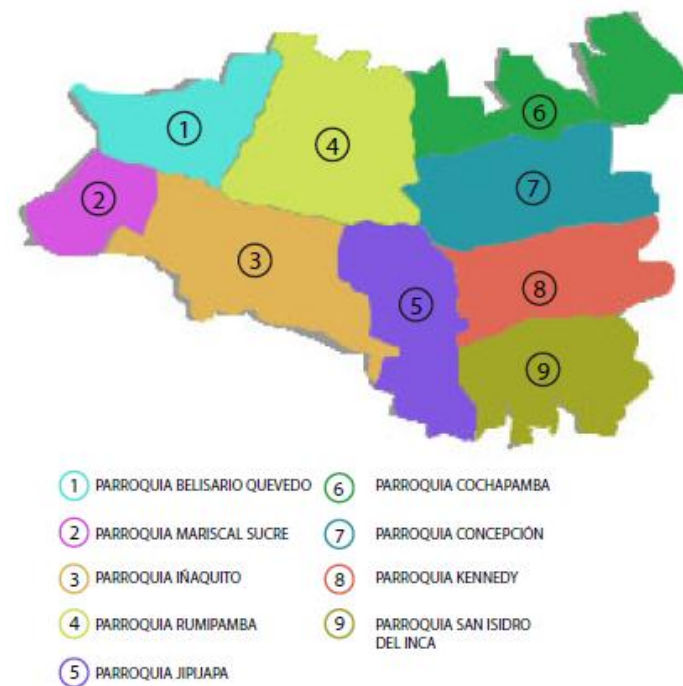 1
2
3
4
5
6
7
8
9
1 PARROQUIA BELISARIO QUEVEDO
2 PARROQUIA MARISCAL SUCRE
3 PARROQUIA IÑAQUITO
4 PARROQUIA RUMIPAMBA
5 PARROQUIA JIPIJAPA
6 PARROQUIA COCHAPAMBA
7 PARROQUIA CONCEPCIÓN
8 PARROQUIA KENNEDY
9 PARROQUIA SAN ISIDRO
DEL INCA